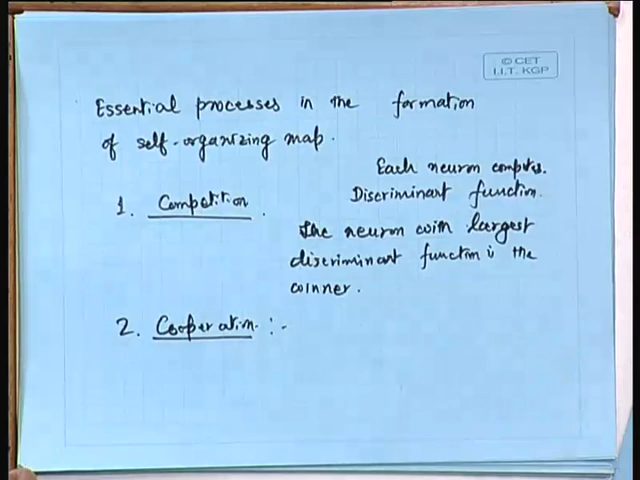 © CET
I.I.T. KGP
Essential processes in the formation
of self-organizing map.
Each neuron computes.
1. Competition.
Discriminant function.
The neuron with largest
discriminant function is the
winner.
2. Cooperation :-